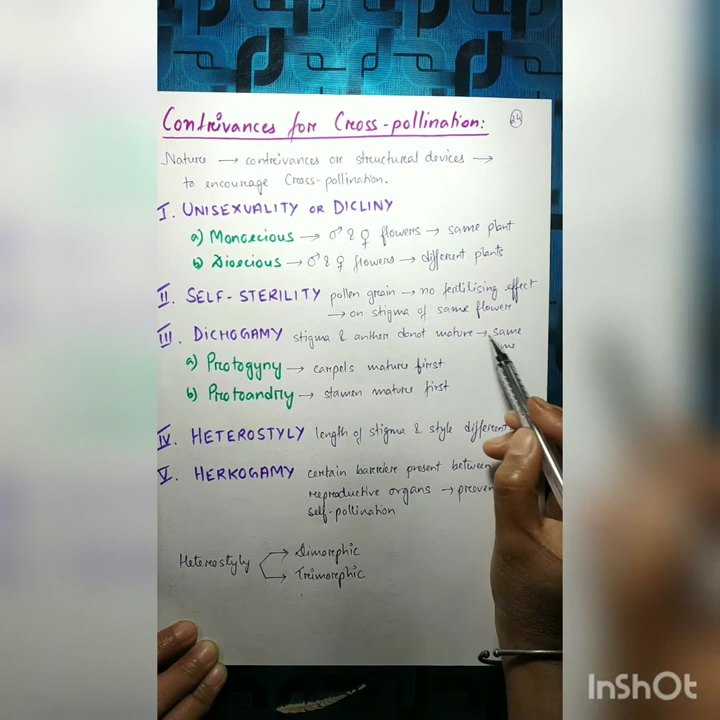 Contrivances for Cross-pollination:
24
Nature → contrivances or structural devices →
to encourage Cross-pollination.
I. UNISEXUALITY OR DICLINY
a) Monoecious → ♂ & ♀ flowers → same plant
b) Dioecious → ♂ & ♀ flowers → different plants
II. SELF-STERILITY pollen grain → no fertilising effect
→ on stigma of same flower
III. DICHOGAMY stigma & anther donot mature → same
a) Protogyny → carpels mature first
b) Protoandry → stamen matures first
IV. HETEROSTYLY length of stigma & style different
V. HERKOGAMY certain barrier present between
reproductive organs →
self-pollination
Heterostyly
Dimorphic
Trimorphic
InShOt